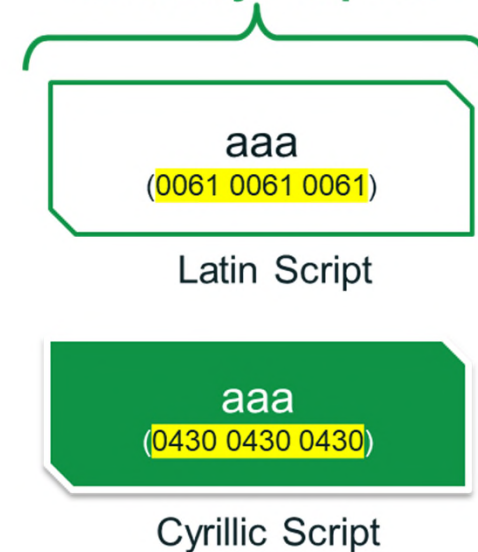 aaa
(0061 0061 0061)
Latin Script
ааа
(0430 0430 0430)
Cyrillic Script